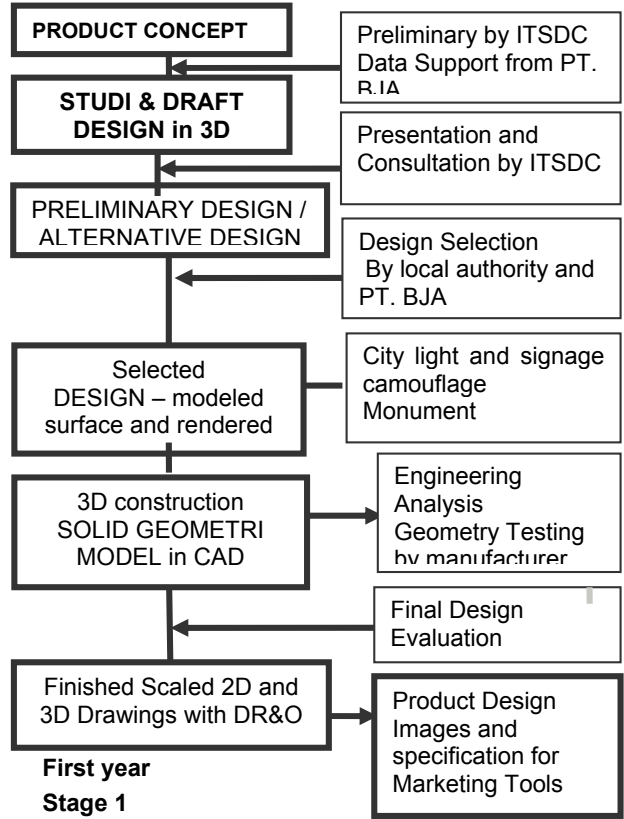 PRODUCT CONCEPT
Preliminary by ITSDC
Data Support from PT.
BJA
STUDI & DRAFT
DESIGN in 3D
Presentation and
Consultation by ITSDC
PRELIMINARY DESIGN /
ALTERNATIVE DESIGN
Design Selection
By local authority and
PT. BJA
Selected
DESIGN – modeled
surface and rendered
City light and signage
camouflage
Monument
3D construction
SOLID GEOMETRI
MODEL in CAD
Engineering
Analysis
Geometry Testing
by manufacturer
Final Design
Evaluation
Finished Scaled 2D and
3D Drawings with DR&O
Product Design
Images and
specification for
Marketing Tools
First year
Stage 1